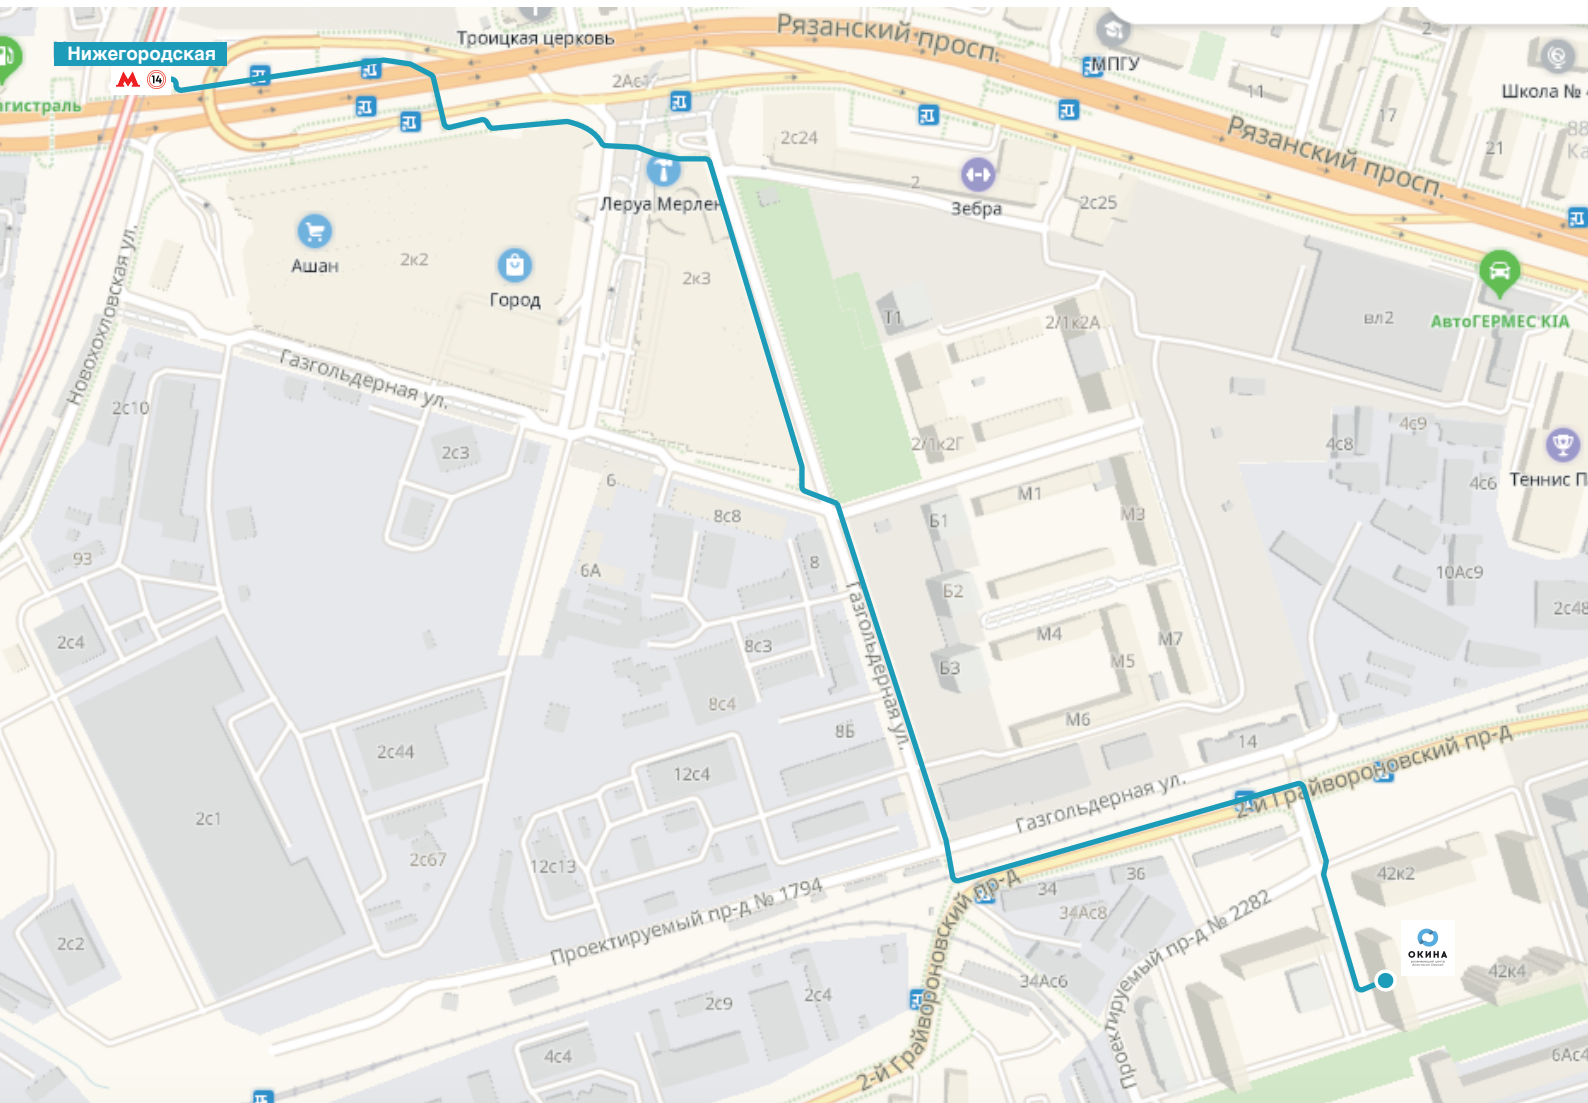 Троицкая церковь
Рязанский просп.
2
Нижегородская
14
МПГУ
2Ас1
11
Школа № 4
агистраль
17
88
Ка
2с24
Рязанский просп.
21
2
Леруа Мерлен
Зебра
2с25
Ашан
2к2
Город
2к3
Новохохловская ул.
Т1
2/1к2А
вл2
АвтоГЕРМЕС KIA
Газгольдерная ул.
2с10
2с3
2/1к2Г
4с8
4с9
6
4с6
Теннис П
М1
8с8
Б1
М3
93
6А
8
10Ас9
Б2
2с48
Газгольдерная ул.
2с4
М4
М7
8с3
М5
Б3
8с4
М6
8Б
14
2с44
12с4
2-й Грайвороновский пр-д
Газгольдерная ул.
2с1
2с67
12с13
36
42к2
34
Проектируемый пр-д № 1794
34Ас8
2-й Грайвороновский пр-д
Проектируемый пр-д № 2282
2с2
ОКИНА
42к4
34Ас6
2с9
2с4
4с4
6Ас4